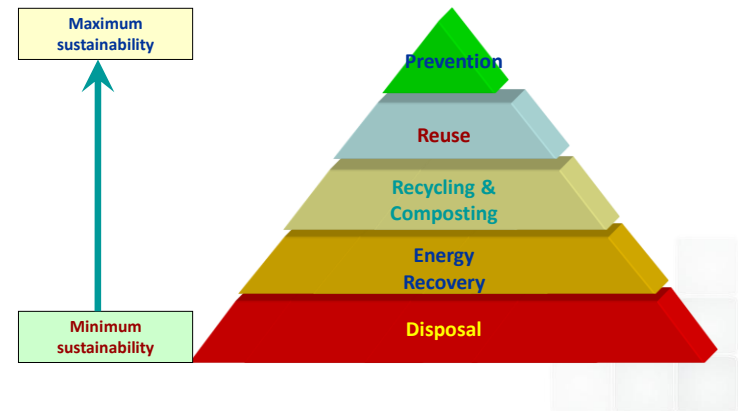 Maximum
sustainability
Prevention
Reuse
Recycling &
Composting
Energy
Recovery
Minimum
sustainability
Disposal